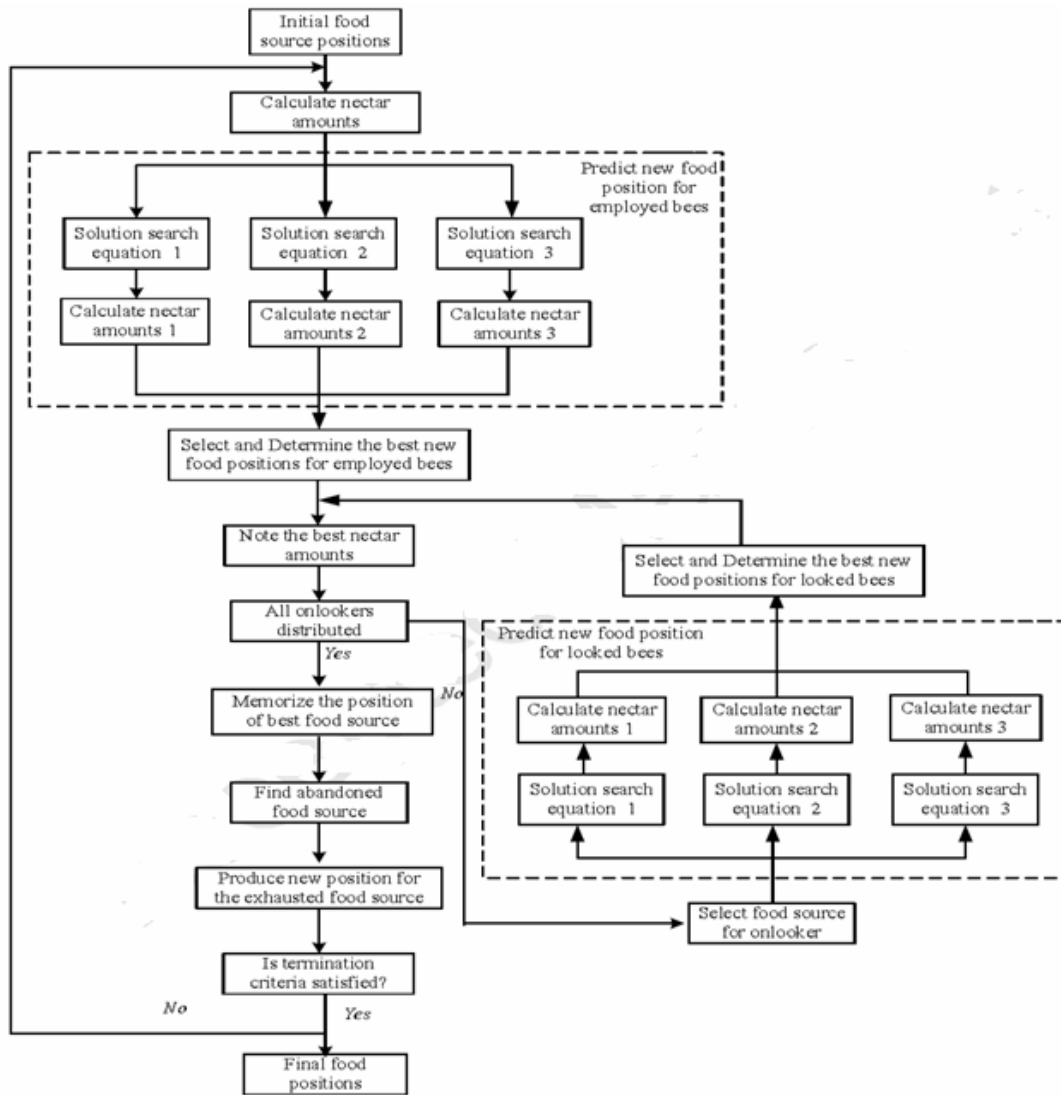 Initial food
source positions
Calculate nectar
amounts
Predict new food
position for
employed bees
Solution search
equation 1
Solution search
equation 2
Solution search
equation 3
Calculate nectar
amounts 1
Calculate nectar
amounts 2
Calculate nectar
amounts 3
Select and Determine the best new
food positions for employed bees
Note the best nectar
amounts
All onlookers
distributed
Yes
No
Memorize the position
of best food source
Find abandoned
food source
Produce new position for
the exhausted food source
Is termination
criteria satisfied?
No
Yes
Final food
positions
Select and Determine the best new
food positions for looked bees
Predict new food position
for looked bees
Calculate nectar
amounts 1
Calculate nectar
amounts 2
Calculate nectar
amounts 3
Solution search
equation 1
Solution search
equation 2
Solution search
equation 3
Select food source
for onlooker